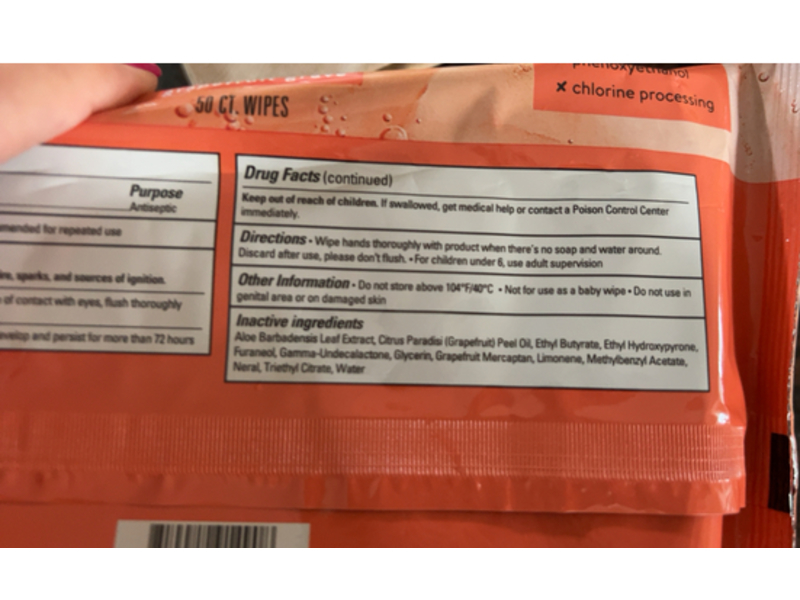 phenoxyethanol
x chlorine processing
50 CT. WIPES
Purpose
Antiseptic
for repeated use
sparks, and sources of ignition.
of contact with eyes, flush thoroughly
and persist for more than 72 hours
Drug Facts (continued)
Keep out of reach of children. If swallowed, get medical help or contact a Poison Control Center
immediately.
Directions • Wipe hands thoroughly with product when there's no soap and water around.
Discard after use, please don't flush. • For children under 6, use adult supervision
Other Information • Do not store above 104°F/40°C • Not for use as a baby wipe • Do not use in
genital area or on damaged skin
Inactive ingredients
Aloe Barbadensis Leaf Extract, Citrus Paradisi (Grapefruit) Peel Oil, Ethyl Butyrate, Ethyl Hydroxypyrone,
Furaneol, Gamma-Undecalactone, Glycerin, Grapefruit Mercaptan, Limonene, Methylbenzyl Acetate,
Neral, Triethyl Citrate, Water